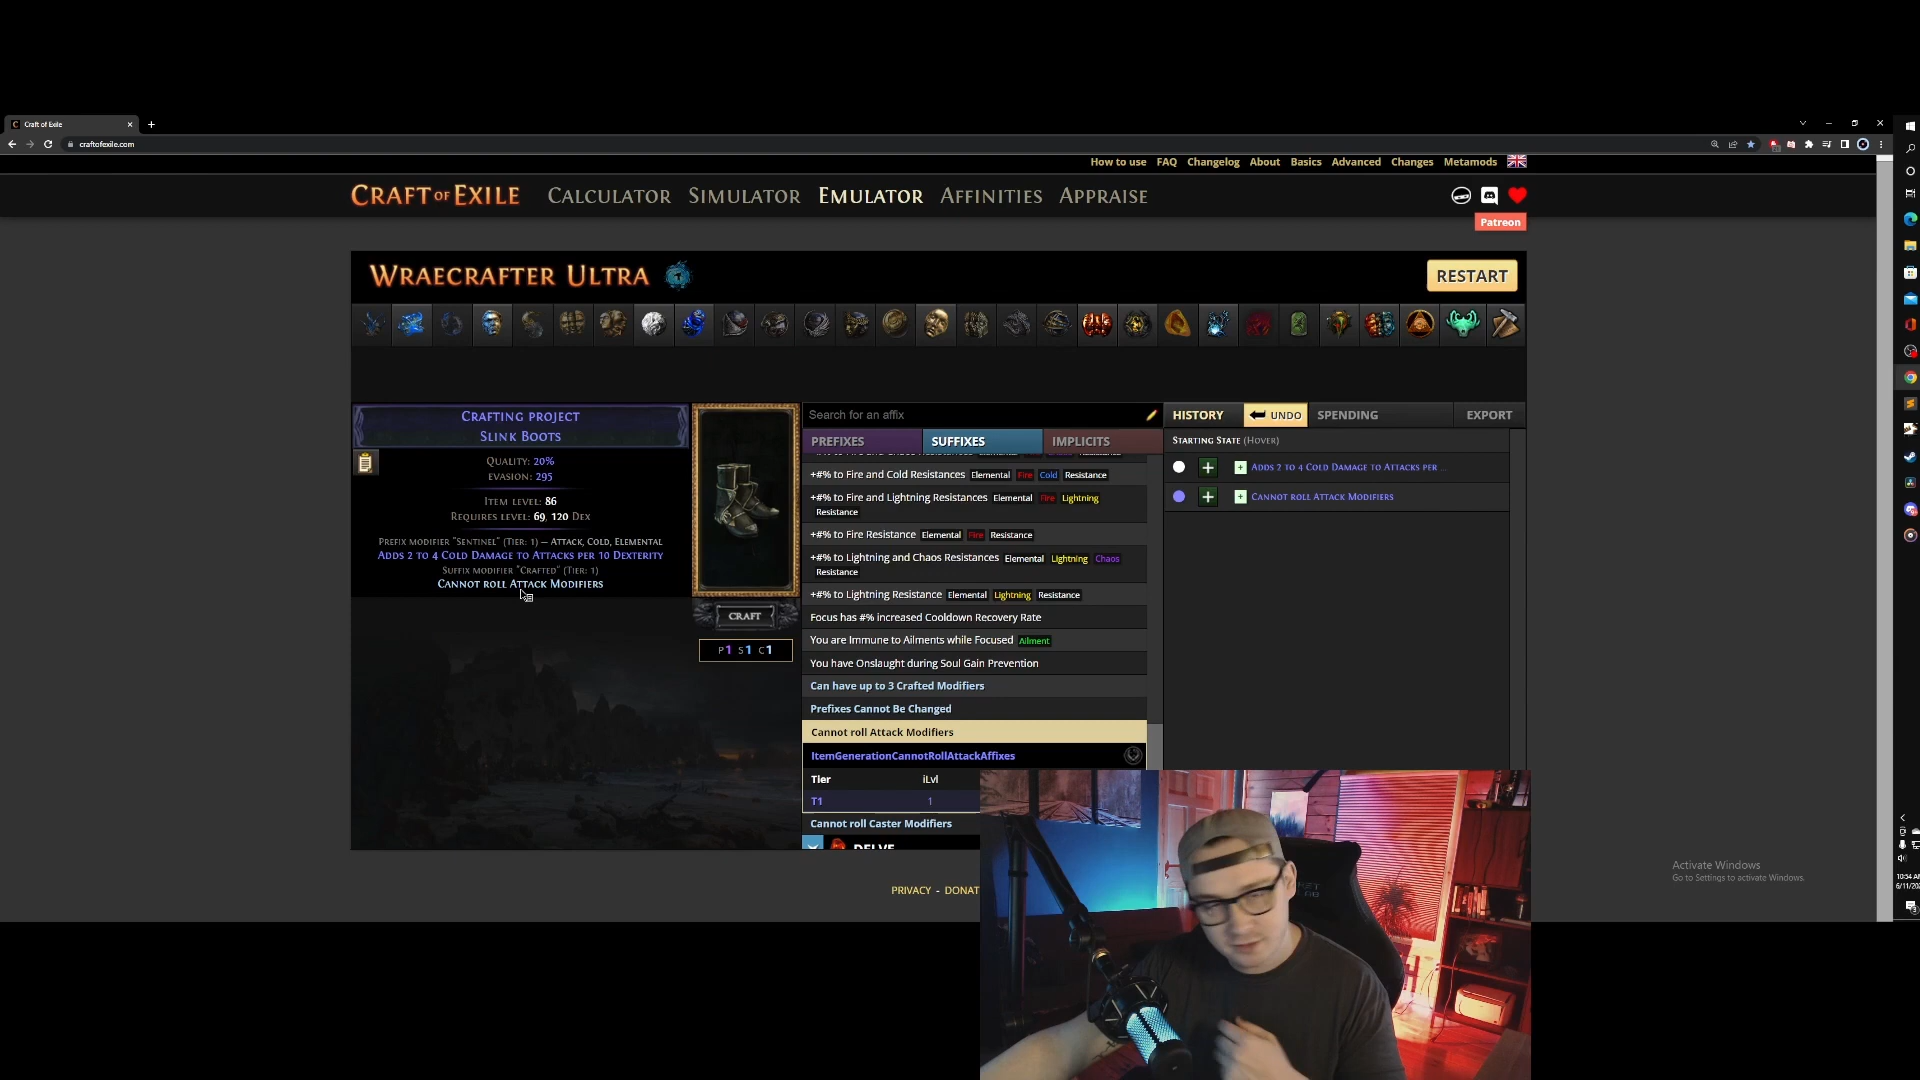 Craft of Exile
craftofexile.com
How to use FAQ Changelog About Basics Advanced Changes Metamods
CRAFT OF EXILE CALCULATOR SIMULATOR EMULATOR AFFINITIES APPRAISE
Patreon
WRAECRAFTER ULTRA
RESTART
CRAFTING PROJECT
SLINK BOOTS
QUALITY: 20%
EVASION: 295
ITEM LEVEL: 86
REQUIRES LEVEL: 69, 120 DEX
PREFIX MODIFIER "SENTINEL" (TIER: 1) — ATTACK, COLD, ELEMENTAL
ADDS 2 TO 4 COLD DAMAGE TO ATTACKS PER 10 DEXTERITY
SUFFIX MODIFIER "CRAFTED" (TIER: 1)
CANNOT ROLL ATTACK MODIFIERS
CRAFT
P1 S1 C1
Search for an affix
PREFIXES SUFFIXES IMPLICITS
+#% to Fire and Cold Resistances Elemental Fire Cold Resistance
+#% to Fire and Lightning Resistances Elemental Fire Lightning
Resistance
+#% to Fire Resistance Elemental Fire Resistance
+#% to Lightning and Chaos Resistances Elemental Lightning Chaos
Resistance
+#% to Lightning Resistance Elemental Lightning Resistance
Focus has #% increased Cooldown Recovery Rate
You are Immune to Ailments while Focused Ailment
You have Onslaught during Soul Gain Prevention
Can have up to 3 Crafted Modifiers
Prefixes Cannot Be Changed
Cannot roll Attack Modifiers
ItemGenerationCannotRollAttackAffixes
Tier iLvl
T1 1
Cannot roll Caster Modifiers
DELVE
HISTORY UNDO SPENDING EXPORT
STARTING STATE (HOVER)
ADDS 2 TO 4 COLD DAMAGE TO ATTACKS PER ...
CANNOT ROLL ATTACK MODIFIERS
PRIVACY - DONAT
Activate Windows
Go to Settings to activate Windows.
10:54 AM
6/11/202